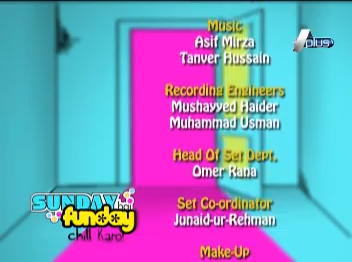 Music
Asif Mirza
Tanver Hussain
plus
Recording Engineers
Mushayyed Haider
Muhammad Usman
Head Of Set Dept.
Omer Rana
Set Co-ordinator
Junaid-ur-Rehman
Make-Up
SUNDAY hai
funday
chill Karo!